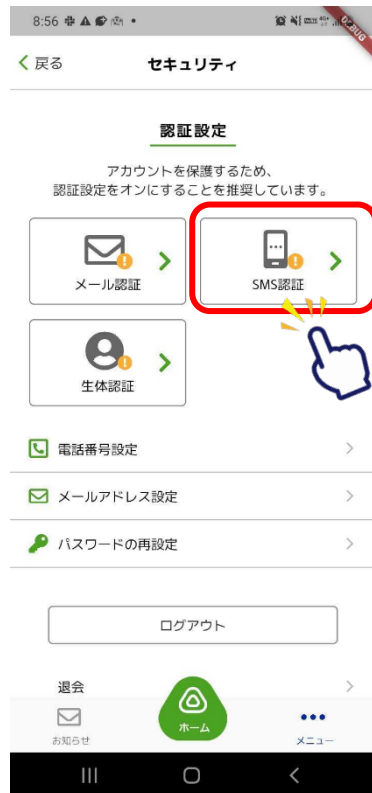 8:56
DEBUG
戻る
セキュリティ
認証設定
アカウントを保護するため、
認証設定をオンにすることを推奨しています。
メール認証
SMS認証
生体認証
電話番号設定
メールアドレス設定
パスワードの再設定
ログアウト
退会
お知らせ
ホーム
メニュー